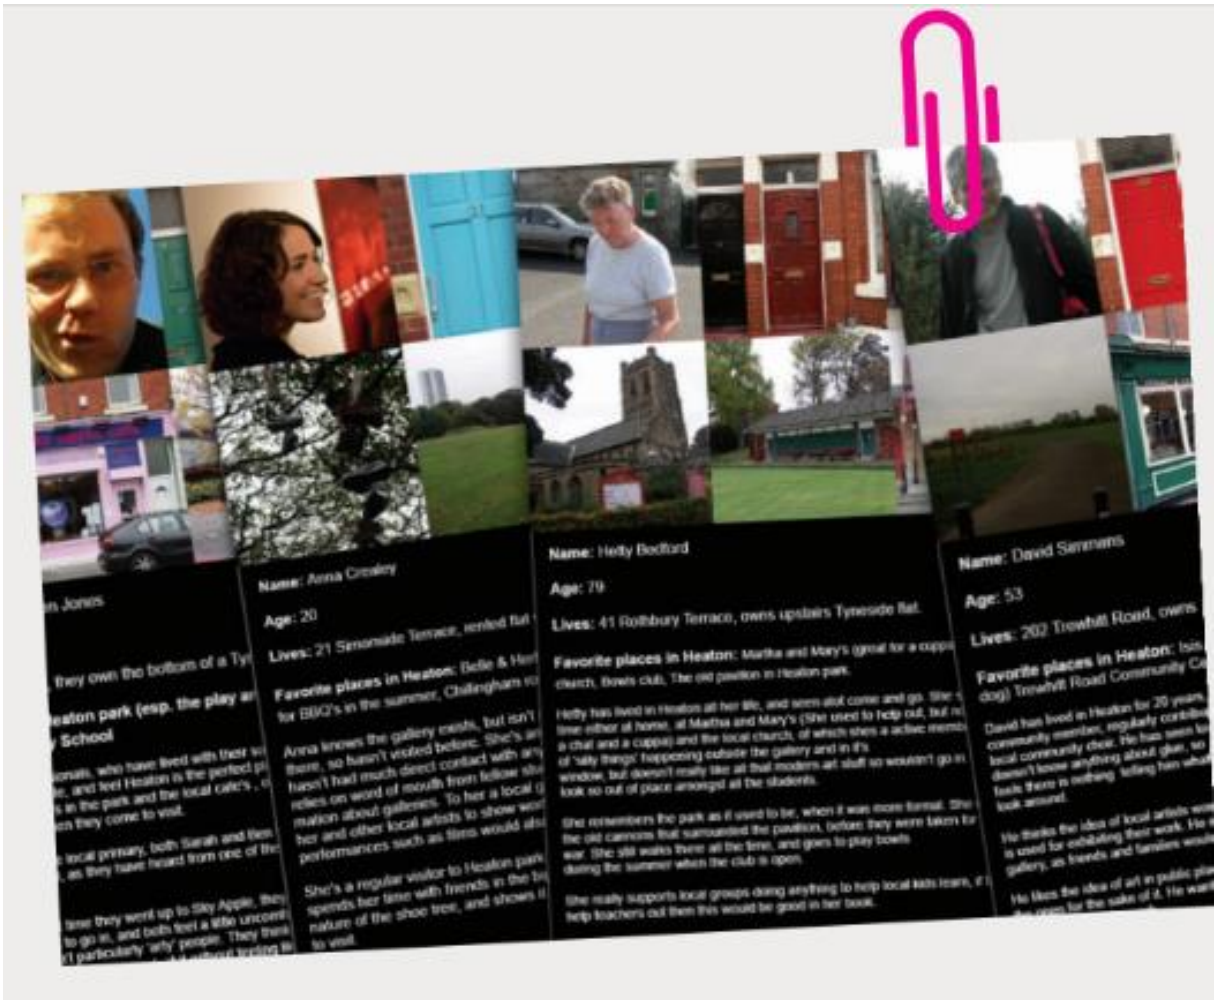 n Jones
they own the bottom of a Ty
eaton park (esp. the play ar
School
onals, who have lived with their
, and feel Heaton is the perfect
s in the park and the local cafe's ,
en they come to visit.
local primary, both Sarah and Ben
, as they have heard from one of the
time they went up to Sky Apple, they
to go in, and both feel a little uncomf
t particularly 'arty' people. They think
without feeling
Name: Anna Crealey
Age: 20
Lives: 21 Simonside Terrace, rented flat
Favorite places in Heaton: Belle & Her
for BBQ's in the summer, Chillingham
Anna knows the gallery exists, but isn't
there, so hasn't visited before. She's
hasn't had much direct contact with any
relies on word of mouth from fellow
mation about galleries. To her a local g
her and other local artists to show wor
performances such as films would als
She's a regular visitor to Heaton park
spends her time with friends in the
nature of the shoe tree, and shows it
to visit.
Name: Hetty Bedford
Age: 79
Lives: 41 Rothbury Terrace, owns upstairs Tyneside flat.
Favorite places in Heaton: Martha and Mary's (great for a cuppa
church, Bowls club, The old pavilion in Heaton park.
Hetty has lived in Heaton all her life, and seen alot come and go. She s
time either at home, at Martha and Mary's (She used to help out, but
a chat and a cuppa) and the local church, of which shes a active memb
of 'silly things' happening outside the gallery and in it's
window, but doesn't really like all that modern art stuff so wouldn't go in
look so out of place amongst all the students.
She remembers the park as it used to be, when it was more formal. She
the old cannons that surrounded the pavilion, before they were taken for
war. She still walks there all the time, and goes to play bowls
during the summer when the club is open.
She really supports local groups doing anything to help local kids learn, if
help teachers out then this would be good in her book.
Name: David Simmans
Age: 53
Lives: 202 Trewhitt Road, owns
Favorite places in Heaton: Isis
dog) Trewhitt Road Community Ce
David has lived in Heaton for 20 years
community member, regularly contribu
local community choir. He has seen
doesn't know anything about
feels there is nothing 'telling him what
look around.
He thinks the idea of local artists
is used for exhibiting their work. He
gallery, as friends and families would
He likes the idea of art in public pla
for the sake of it. He wan